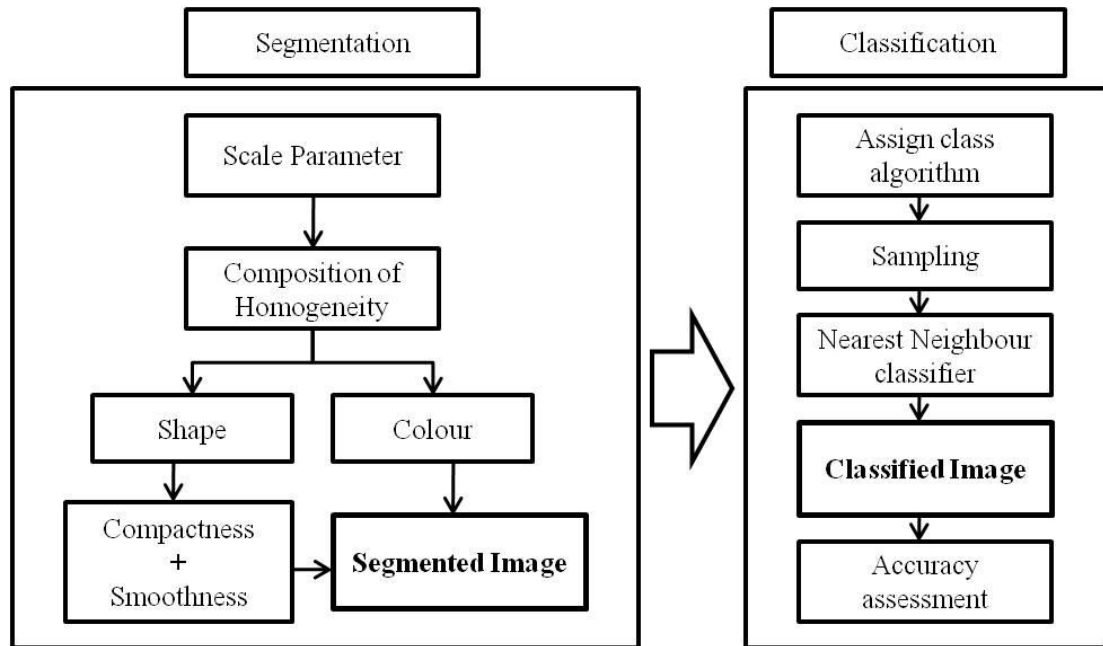 Segmentation
Scale Parameter
Composition of
Homogeneity
Shape
Colour
Compactness
+
Smoothness
Segmented Image
Classification
Assign class
algorithm
Sampling
Nearest Neighbour
classifier
Classified Image
Accuracy
assessment